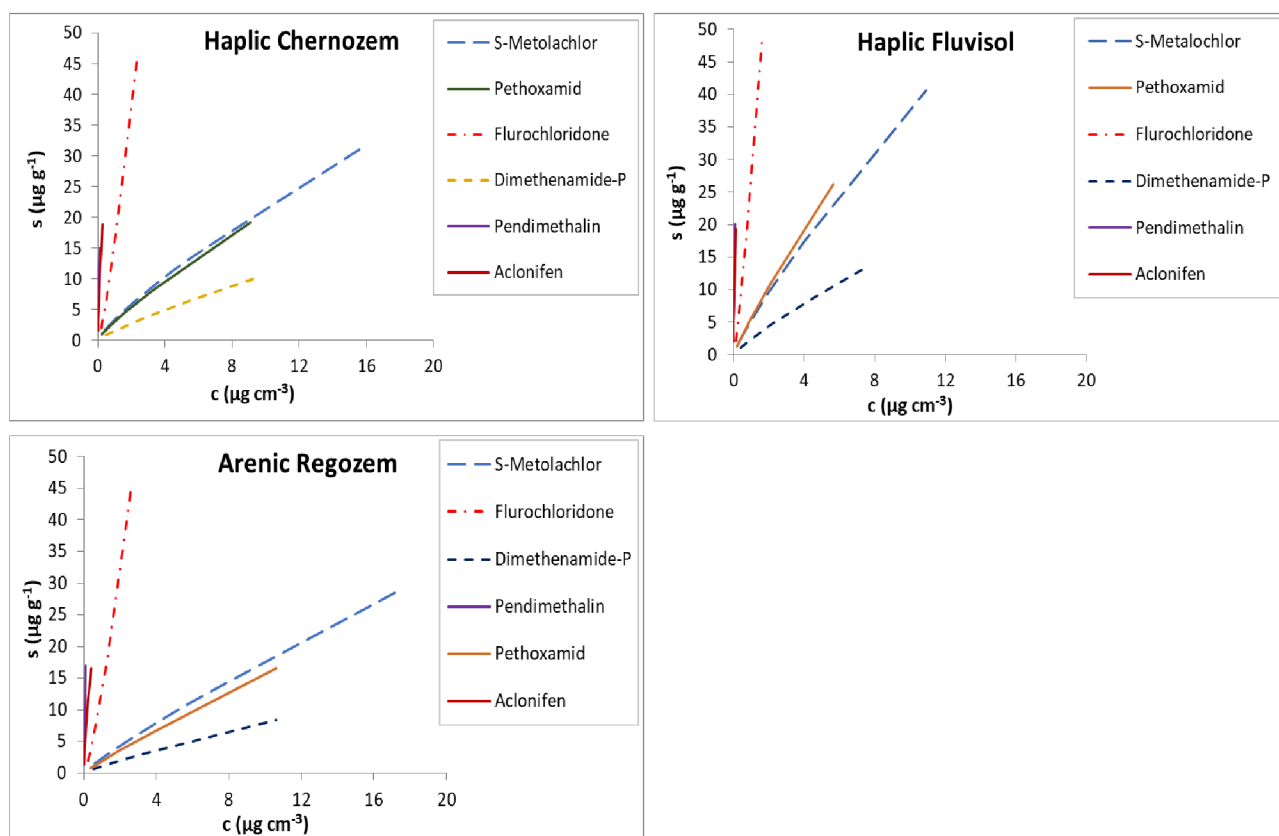 Haplic Chernozem
s (µg g⁻¹)
50
45
40
35
30
25
20
15
10
5
0
0 4 8 12 16 20
c (µg cm⁻³)
S-Metolachlor
Pethoxamid
Flurochloridone
Dimethenamide-P
Pendimethalin
Aclonifen
Haplic Fluvisol
s (µg g⁻¹)
50
45
40
35
30
25
20
15
10
5
0
0 4 8 12 16 20
c (µg cm⁻³)
S-Metalochlor
Pethoxamid
Flurochloridone
Dimethenamide-P
Pendimethalin
Aclonifen
Arenic Regozem
s (µg g⁻¹)
50
45
40
35
30
25
20
15
10
5
0
0 4 8 12 16 20
c (µg cm⁻³)
S-Metolachlor
Flurochloridone
Dimethenamide-P
Pendimethalin
Pethoxamid
Aclonifen